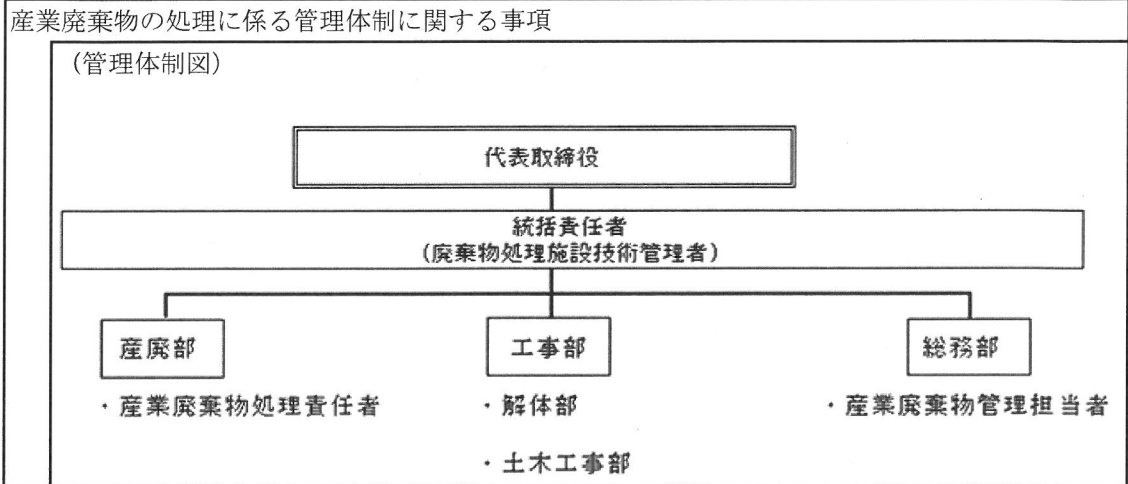 産業廃棄物の処理に係る管理体制に関する事項
（管理体制図）
代表取締役
統括責任者
（廃棄物処理施設技術管理者）
産廃部
工事部
総務部
・産業廃棄物処理責任者
・解体部
・産業廃棄物管理担当者
・土木工事部